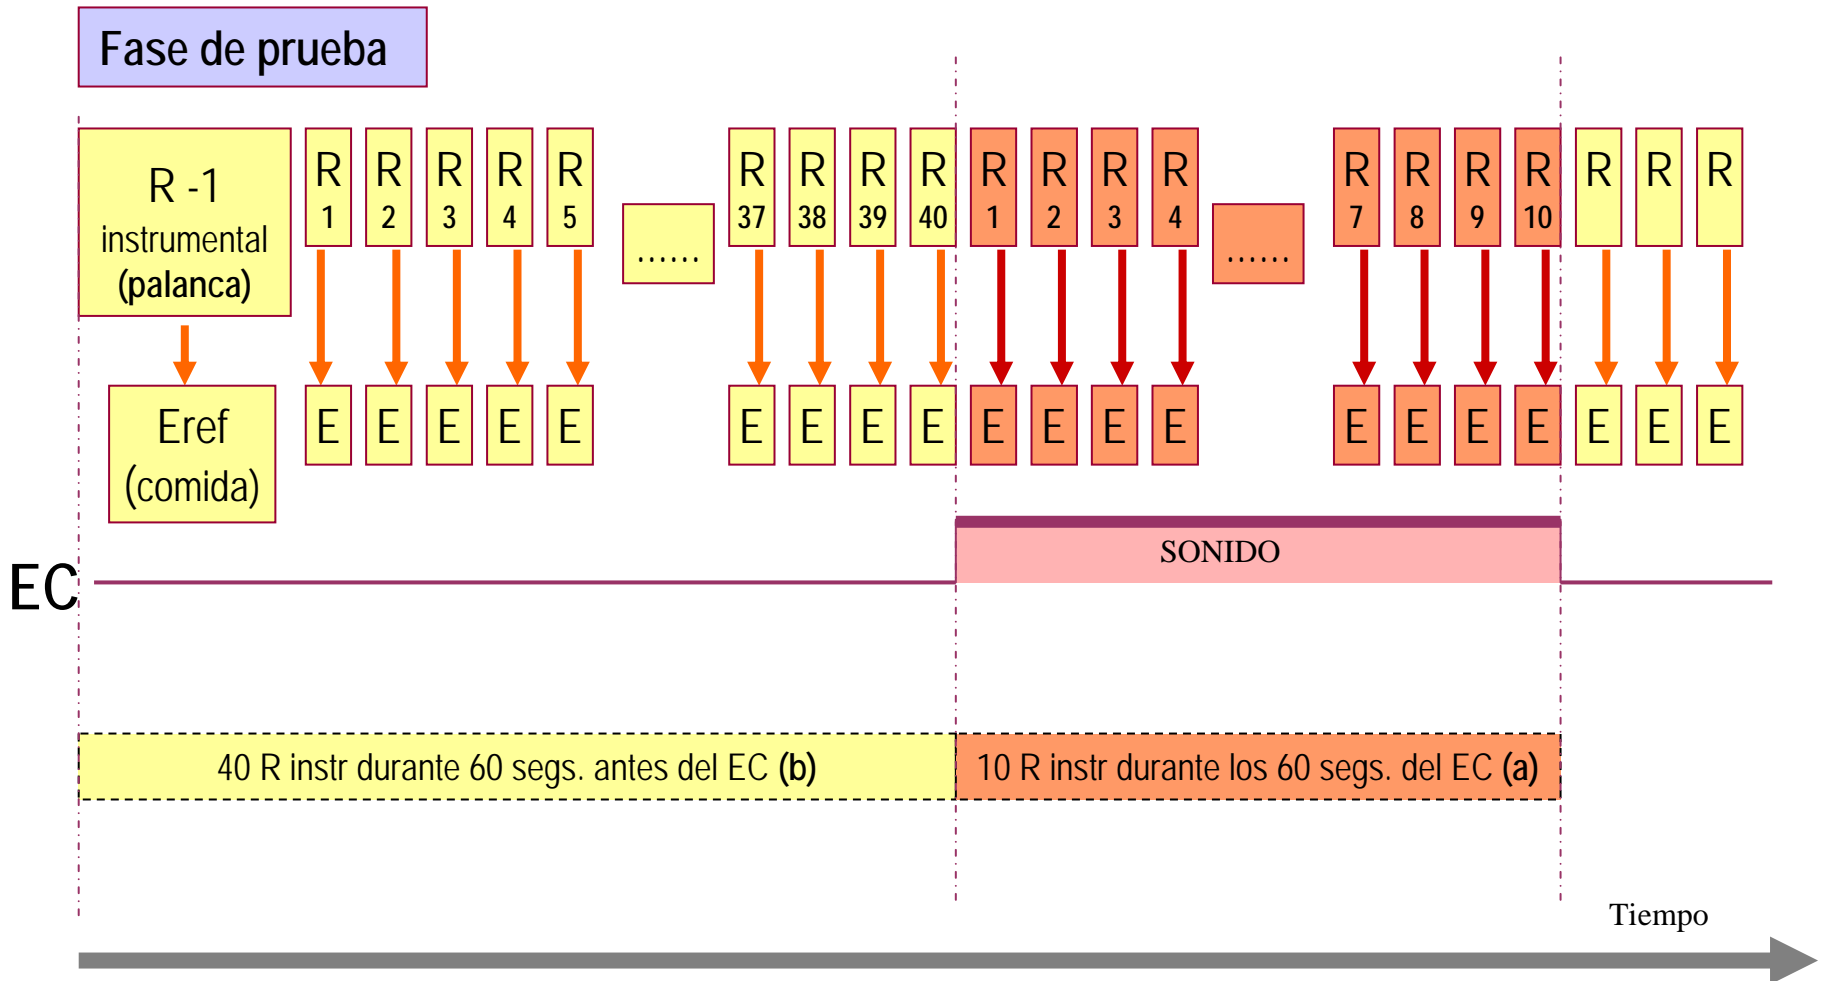 Fase de prueba
R -1
instrumental
(palanca)
R 1
R 2
R 3
R 4
R 5
......
R 37
R 38
R 39
R 40
R 1
R 2
R 3
R 4
......
R 7
R 8
R 9
R 10
R
R
R
Eref
(comida)
E E E E E E E E E E E E E E E E E E E E
SONIDO
EC
40 R instr durante 60 segs. antes del EC (b)
10 R instr durante los 60 segs. del EC (a)
Tiempo